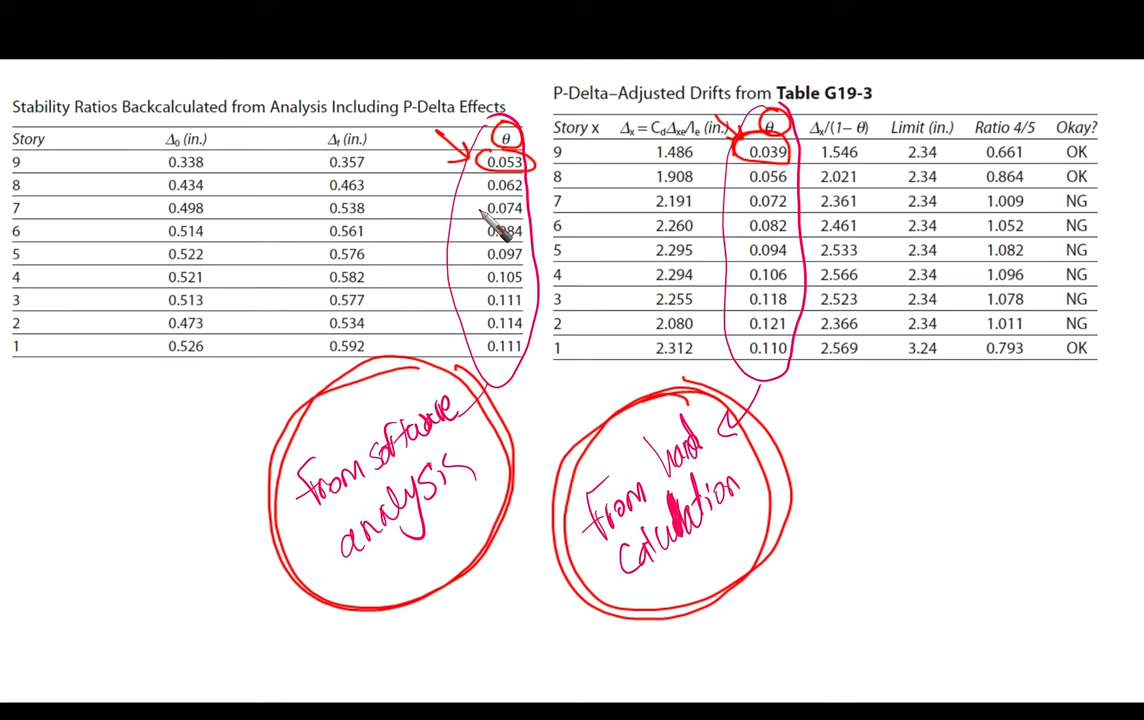 Stability Ratios Backcalculated from Analysis Including P-Delta Effects
Story Δ₀ (in.) Δf (in.) θ
9 0.338 0.357 0.053
8 0.434 0.463 0.062
7 0.498 0.538 0.074
6 0.514 0.561 0.084
5 0.522 0.576 0.097
4 0.521 0.582 0.105
3 0.513 0.577 0.111
2 0.473 0.534 0.114
1 0.526 0.592 0.111
From software
analysis
P-Delta–Adjusted Drifts from Table G19-3
Story x Δx = CdΔxe/Ie (in.) θ Δx/(1– θ) Limit (in.) Ratio 4/5 Okay?
9 1.486 0.039 1.546 2.34 0.661 OK
8 1.908 0.056 2.021 2.34 0.864 OK
7 2.191 0.072 2.361 2.34 1.009 NG
6 2.260 0.082 2.461 2.34 1.052 NG
5 2.295 0.094 2.533 2.34 1.082 NG
4 2.294 0.106 2.566 2.34 1.096 NG
3 2.255 0.118 2.523 2.34 1.078 NG
2 2.080 0.121 2.366 2.34 1.011 NG
1 2.312 0.110 2.569 3.24 0.793 OK
From hand
calculation